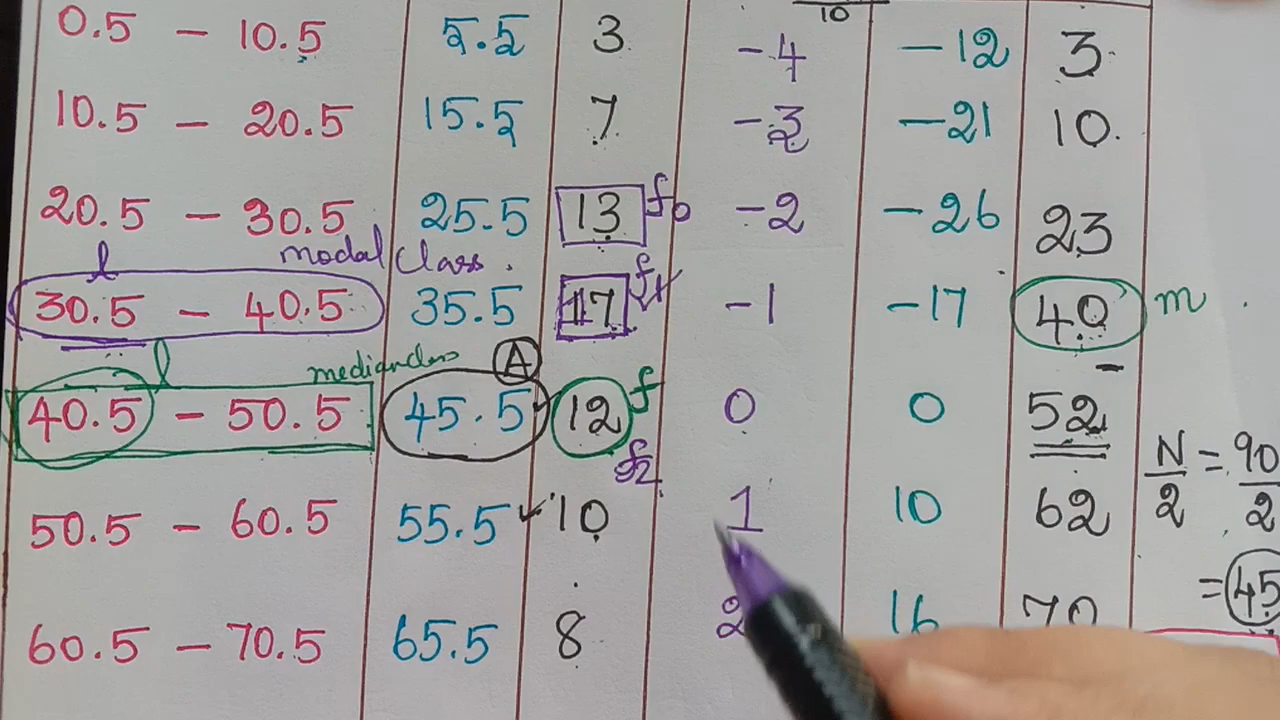 10
0.5 - 10.5 5.5 3 -4 -12 3
10.5 - 20.5 15.5 7 -3 -21 10
20.5 - 30.5 25.5 13 f0 -2 -26 23
l modal class.
30.5 - 40.5 35.5 17 f1 -1 -17 40 m
l median class A
40.5 - 50.5 45.5 12 f 0 0 52
f2
N/2 = 90/2
50.5 - 60.5 55.5 10 1 10 62
= 45
60.5 - 70.5 65.5 8 2 16 70